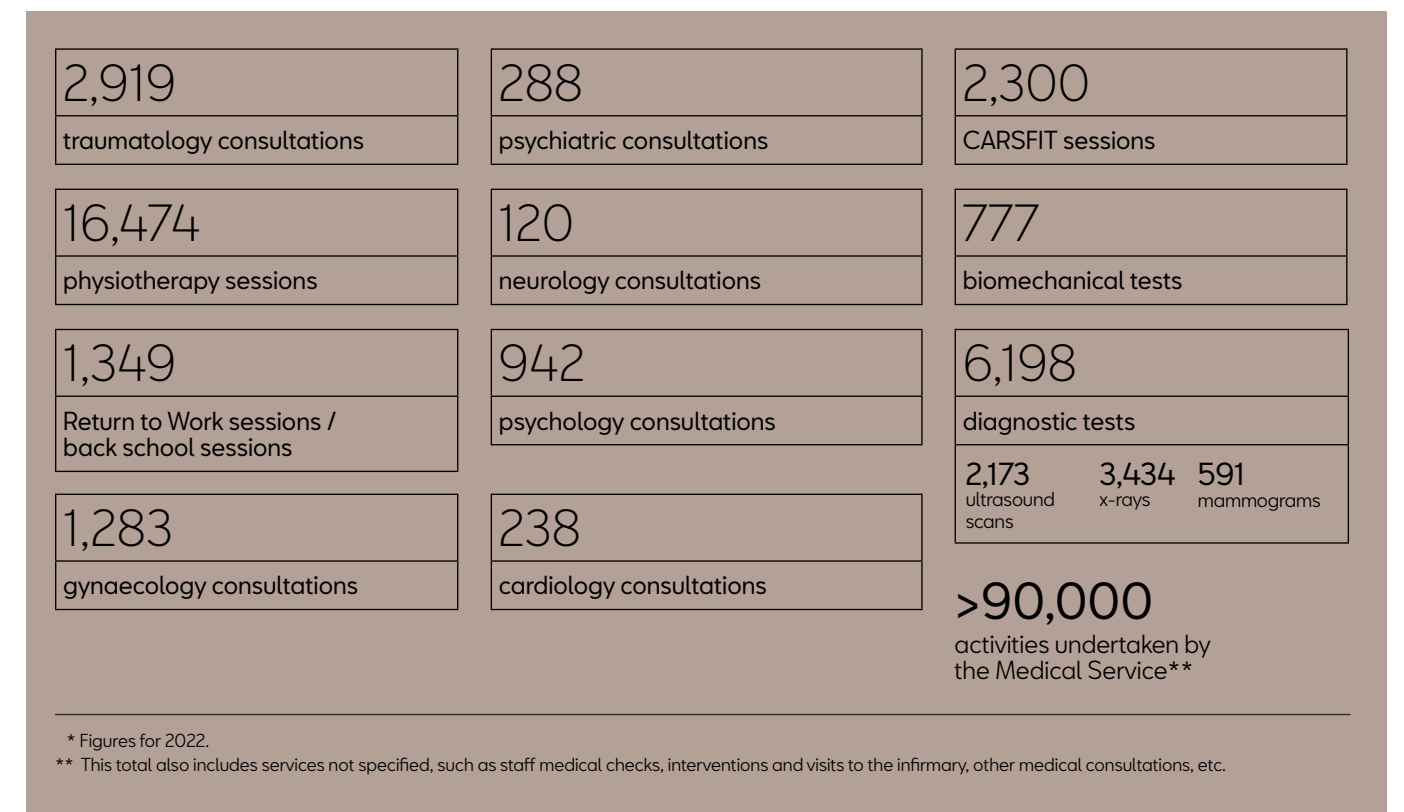 2,919
traumatology consultations
288
psychiatric consultations
2,300
CARSFIT sessions
16,474
physiotherapy sessions
120
neurology consultations
777
biomechanical tests
1,349
Return to Work sessions /
back school sessions
942
psychology consultations
6,198
diagnostic tests
2,173
ultrasound
scans
3,434
x-rays
591
mammograms
1,283
gynaecology consultations
238
cardiology consultations
>90,000
activities undertaken by
the Medical Service**
* Figures for 2022.
** This total also includes services not specified, such as staff medical checks, interventions and visits to the infirmary, other medical consultations, etc.